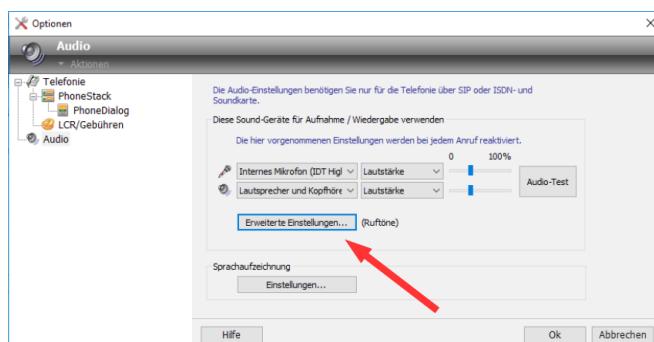 Optionen
Audio
Aktionen
Telefonie
PhoneStack
PhoneDialog
LCR/Gebühren
Audio
Die Audio-Einstellungen benötigen Sie nur für die Telefonie über SIP oder ISDN- und
Soundkarte.
Diese Sound-Geräte für Aufnahme / Wiedergabe verwenden
Die hier vorgenommenen Einstellungen werden bei jedem Anruf reaktiviert.
0 100%
Internes Mikrofon (IDT Higl Lautstärke
Lautsprecher und Kopfhöre Lautstärke
Audio-Test
Erweiterte Einstellungen... (Ruftöne)
Sprachaufzeichnung
Einstellungen...
Hilfe Ok Abbrechen